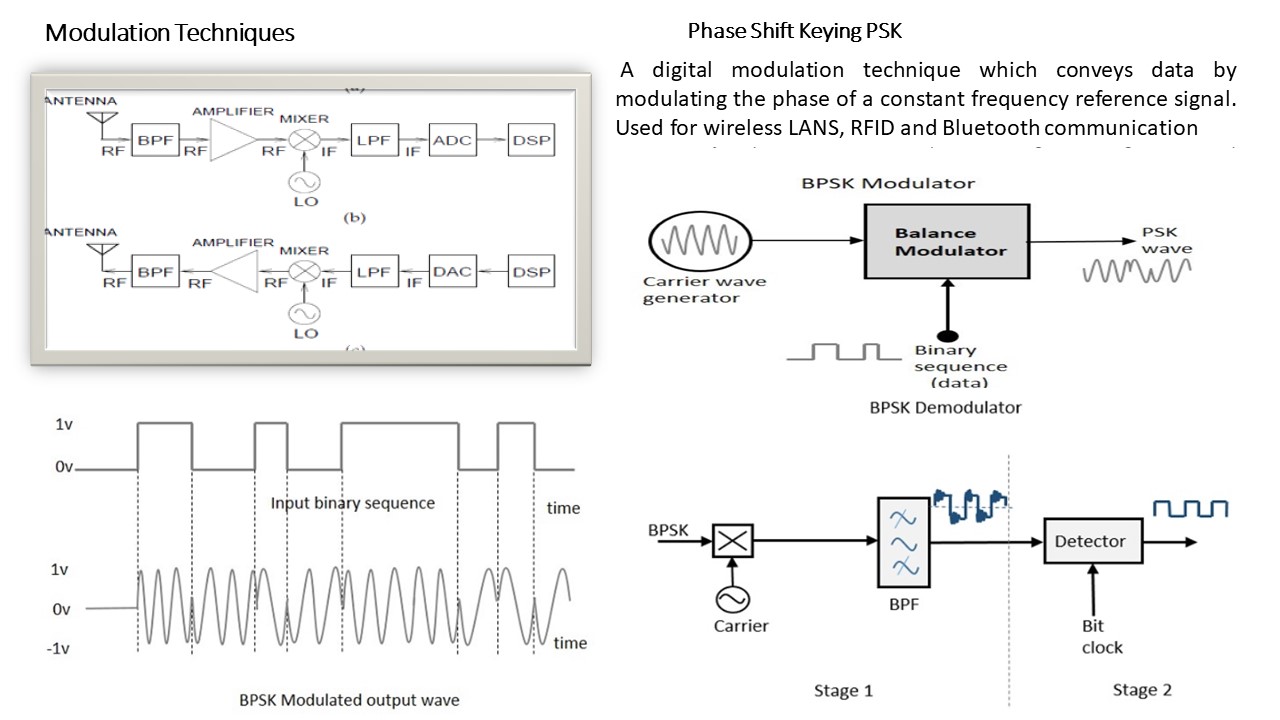 Modulation Techniques
ANTENNA
AMPLIFIER
MIXER
BPF
LPF
ADC
DSP
RF
RF
RF
IF
IF
LO
(b)
ANTENNA
AMPLIFIER
MIXER
BPF
LPF
DAC
DSP
RF
RF
RF
IF
IF
LO
1v
0v
Input binary sequence
time
1v
0v
-1v
time
BPSK Modulated output wave
Phase Shift Keying PSK
A digital modulation technique which conveys data by
modulating the phase of a constant frequency reference signal.
Used for wireless LANS, RFID and Bluetooth communication
BPSK Modulator
Balance
Modulator
PSK
wave
Carrier wave
generator
Binary
sequence
(data)
BPSK Demodulator
BPSK
Detector
BPF
Carrier
Bit
clock
Stage 1
Stage 2